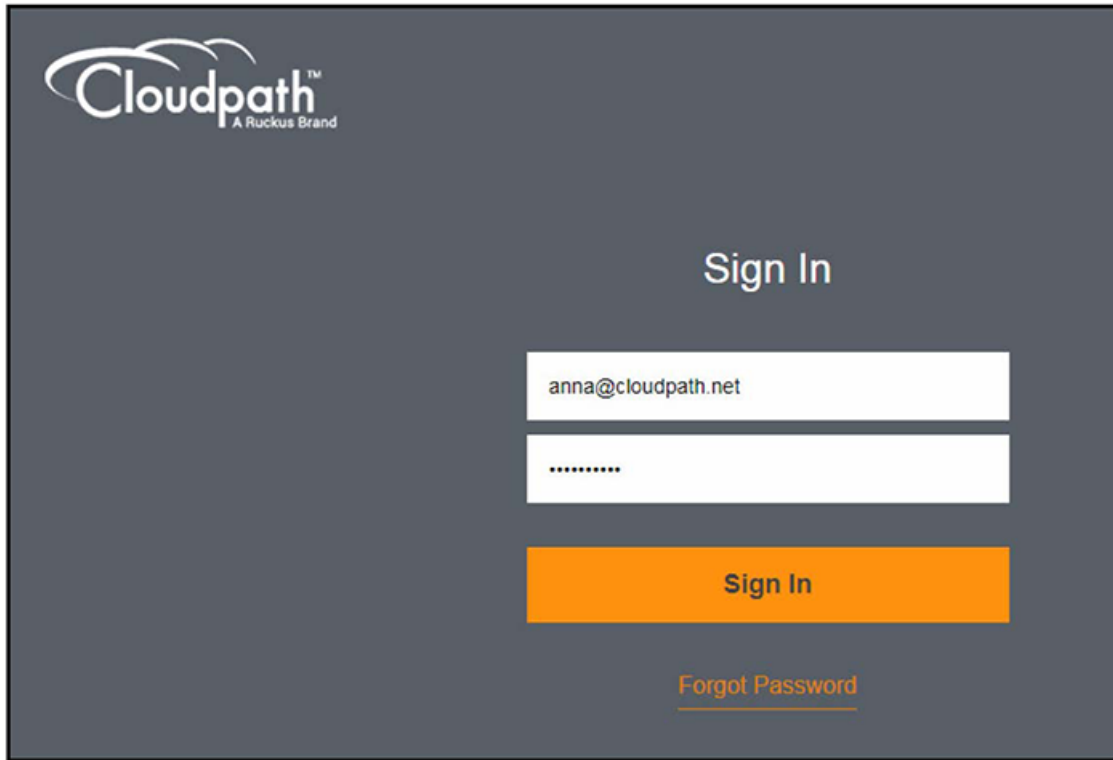 Cloudpath™
A Ruckus Brand
Sign In
anna@cloudpath.net
••••••••••
Sign In
Forgot Password